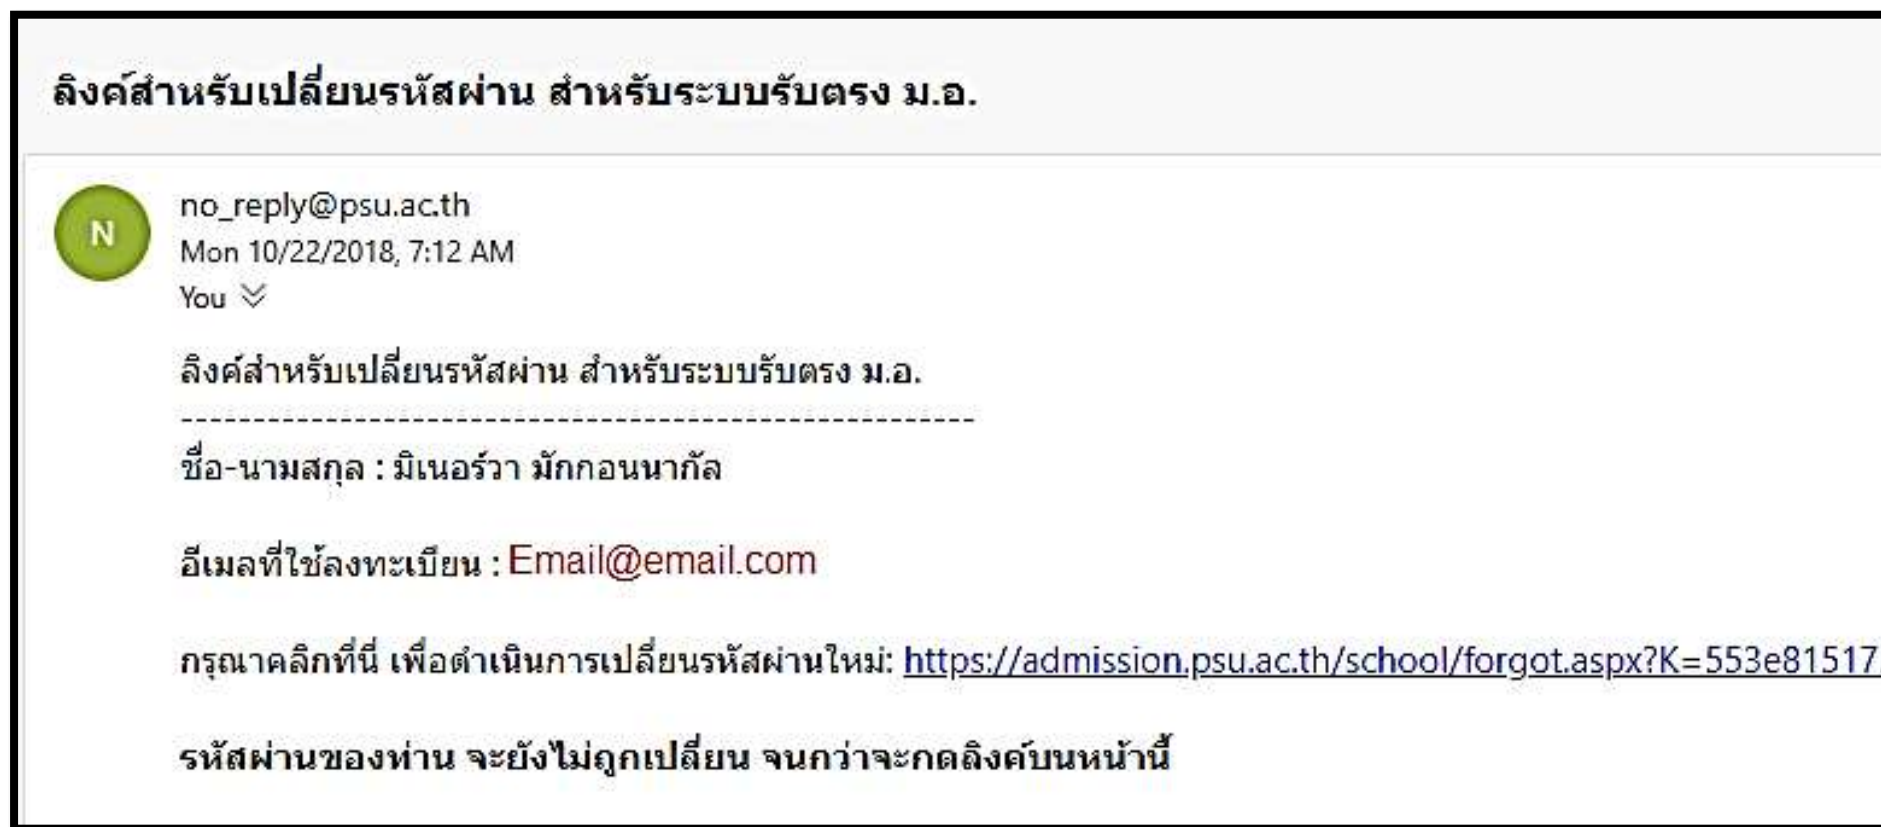 ลิงค์สำหรับเปลี่ยนรหัสผ่าน สำหรับระบบรับตรง ม.อ.
N
no_reply@psu.ac.th
Mon 10/22/2018, 7:12 AM
You
ลิงค์สำหรับเปลี่ยนรหัสผ่าน สำหรับระบบรับตรง ม.อ.
-------------------------------------------------------
ชื่อ-นามสกุล : มิเนอร์วา มักกอนนากัล
อีเมลที่ใช้ลงทะเบียน : Email@email.com
กรุณาคลิกที่นี่ เพื่อดำเนินการเปลี่ยนรหัสผ่านใหม่: https://admission.psu.ac.th/school/forgot.aspx?K=553e81517
รหัสผ่านของท่าน จะยังไม่ถูกเปลี่ยน จนกว่าจะกดลิงค์บนหน้านี้